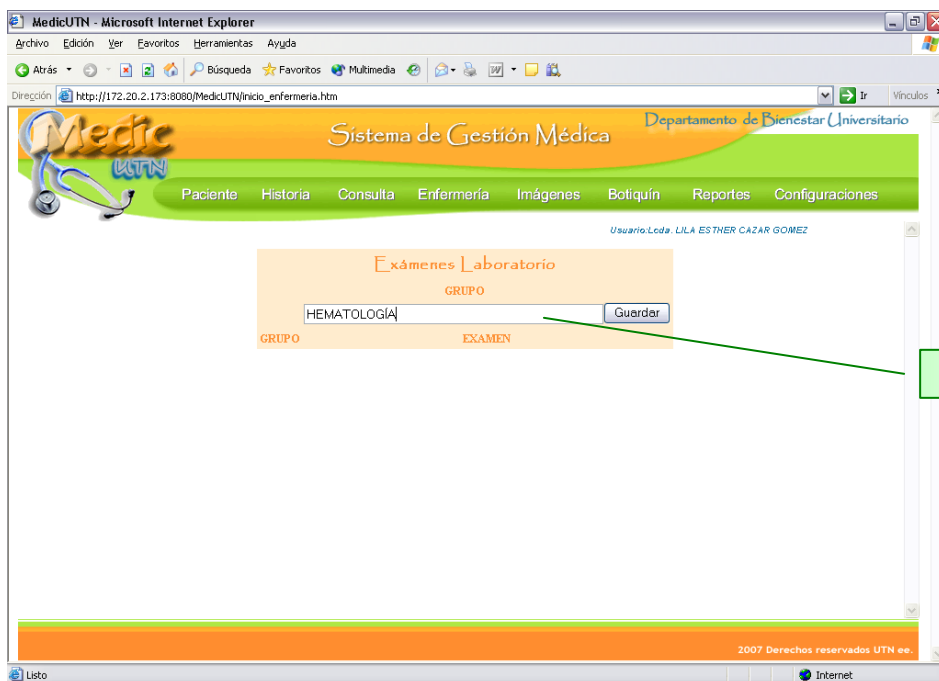 MedicUTN - Microsoft Internet Explorer
Archivo Edición Ver Favoritos Herramientas Ayuda
Atrás Búsqueda Favoritos Multimedia
Dirección http://172.20.2.173:8080/MedicUTN/inicio_enfermeria.htm Ir Vínculos
Departamento de Bienestar Universitario
Medic UTN
Sistema de Gestión Médica
Paciente Historia Consulta Enfermería Imágenes Botiquín Reportes Configuraciones
Usuario:Lcda. LILA ESTHER CAZAR GOMEZ
Exámenes Laboratorio
GRUPO
HEMATOLOGÍA Guardar
GRUPO EXAMEN
2007 Derechos reservados UTN ee.
Listo Internet